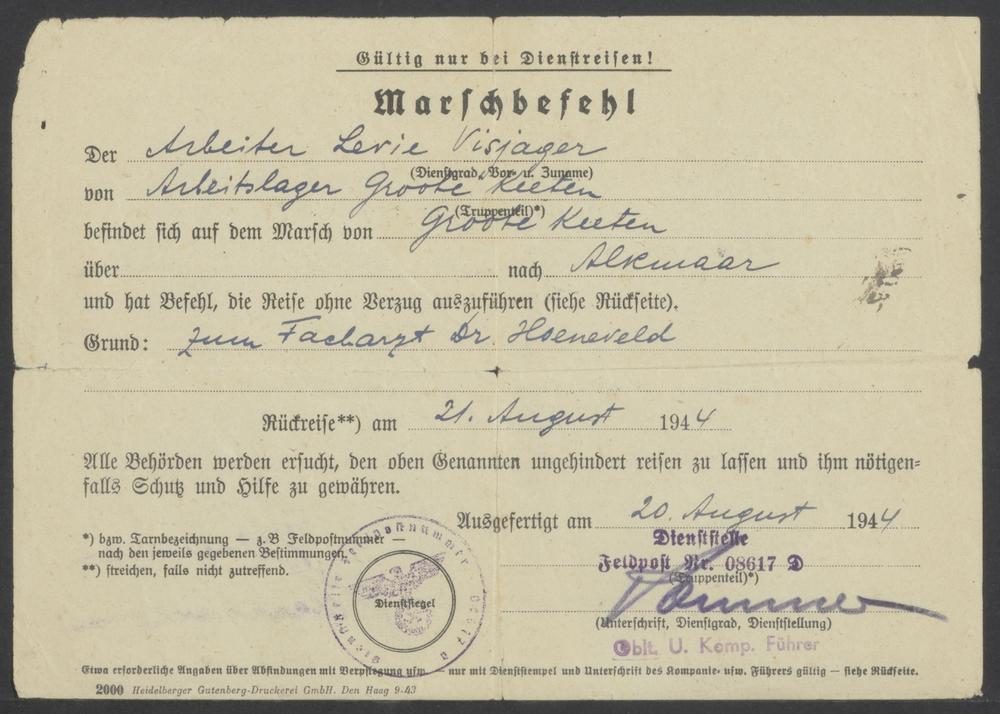 Gültig nur bei Dienstreisen!
Marschbefehl
Der Arbeiter Levie Visjager
(Dienstgrad, Vor- u. Zuname)
von Arbeitslager Groote Keeten
(Truppenteil)*)
befindet sich auf dem Marsch von Groote Keeten
über nach Alkmaar
und hat Befehl, die Reise ohne Verzug auszuführen (siehe Rückseite).
Grund: Zum Facharzt Dr. Hoeneveld
Rückreise**) am 21. August 1944
Alle Behörden werden ersucht, den oben Genannten ungehindert reisen zu lassen und ihm nötigen=
falls Schutz und Hilfe zu gewähren.
Ausgefertigt am 20. August 1944
*) bzw. Tarnbezeichnung — z.B Feldpostnummer —
nach den jeweils gegebenen Bestimmungen.
**) streichen, falls nicht zutreffend.
Dienststelle Feldpostnummer 08617 D
Dienstsiegel
Dienststelle
Feldpost Nr. 08617 D
(Truppenteil)*)
(Unterschrift, Dienstgrad, Dienststellung)
Oblt. U. Komp. Führer
Etwa erforderliche Angaben über Abfindungen mit Verpflegung usw. — nur mit Dienststempel und Unterschrift des Kompanie- usw. Führers gültig — siehe Rückseite.
2000 Heidelberger Gutenberg-Druckerei GmbH. Den Haag 9-43